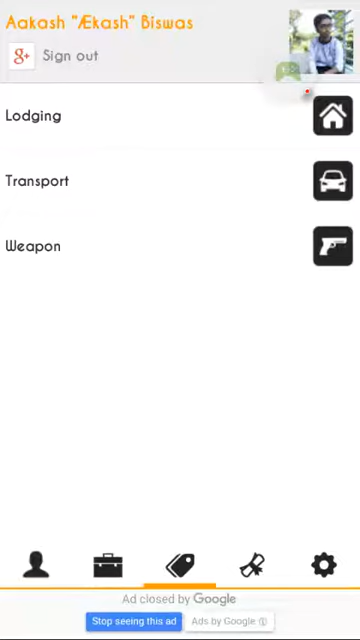 Aakash "Ækash" Biswas
g+ Sign out
Lodging
Transport
Weapon
Ad closed by Google
Stop seeing this ad
Ads by Google